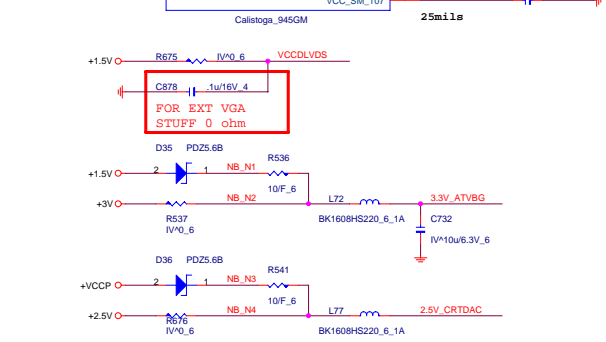 VCC_SM_107
Calistoga_945GM
25mils
+1.5V
R675
IV^0_6
VCCDLVDS
C878
.1u/16V_4
FOR EXT VGA
STUFF 0 ohm
D35 PDZ5.6B
+1.5V
2
1
NB_N1
R536
10/F_6
+3V
NB_N2
R537
IV^0_6
L72
BK1608HS220_6_1A
3.3V_ATVBG
C732
IV^10u/6.3V_6
D36 PDZ5.6B
+VCCP
2
1
NB_N3
R541
10/F_6
+2.5V
NB_N4
R676
IV^0_6
L77
BK1608HS220_6_1A
2.5V_CRTDAC